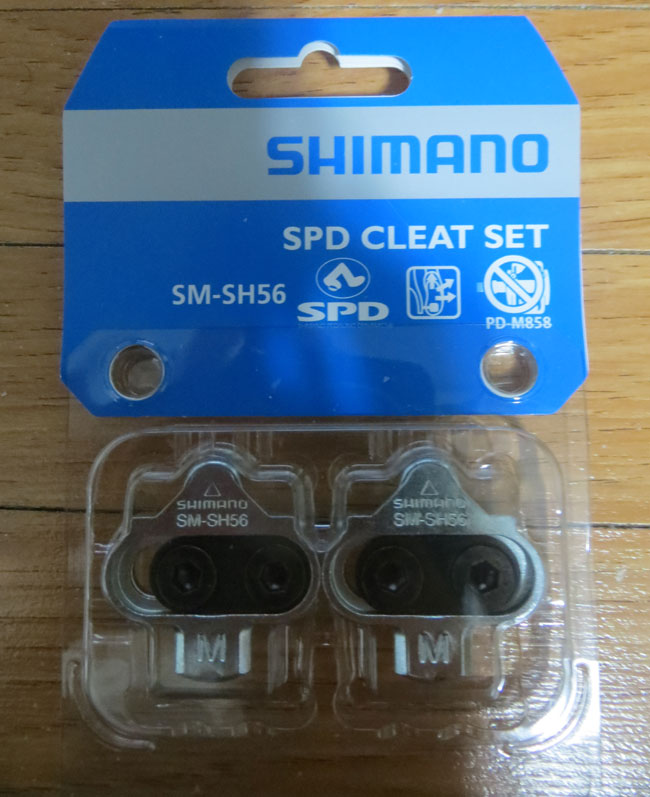 SHIMANO
SPD CLEAT SET
SM-SH56
SPD
PD-M858
SHIMANO
SM-SH56
M
SHIMANO
SM-SH56
M